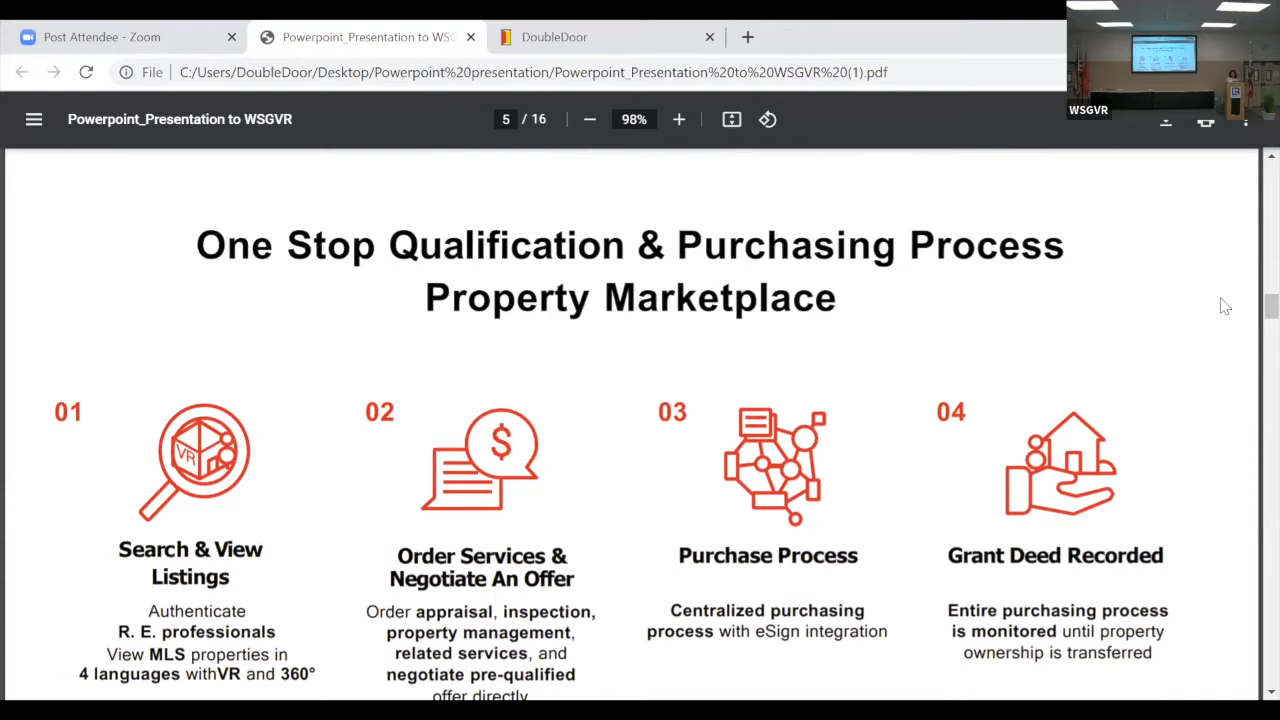 Post Attendee - Zoom
Powerpoint_Presentation to WSG
DoubleDoor
File
C:/Users/DoubleDoor/Desktop/Powerpoint%20presentation/Powerpoint_Presentation%20to%20WSGVR%20(1).pdf
WSGVR
Powerpoint_Presentation to WSGVR
5 / 16
98%
One Stop Qualification & Purchasing Process
Property Marketplace
01
02
03
04
VR
$
Search & View
Listings
Authenticate
R. E. professionals
View MLS properties in
4 languages withVR and 360°
Order Services &
Negotiate An Offer
Order appraisal, inspection,
property management,
related services, and
negotiate pre-qualified
offer directly
Purchase Process
Centralized purchasing
process with eSign integration
Grant Deed Recorded
Entire purchasing process
is monitored until property
ownership is transferred